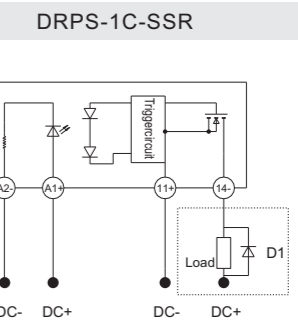 DRPS-1C-SSR
Triggercircuit
A2-
A1+
11+
14-
Load
D1
DC-
DC+
DC-
DC+